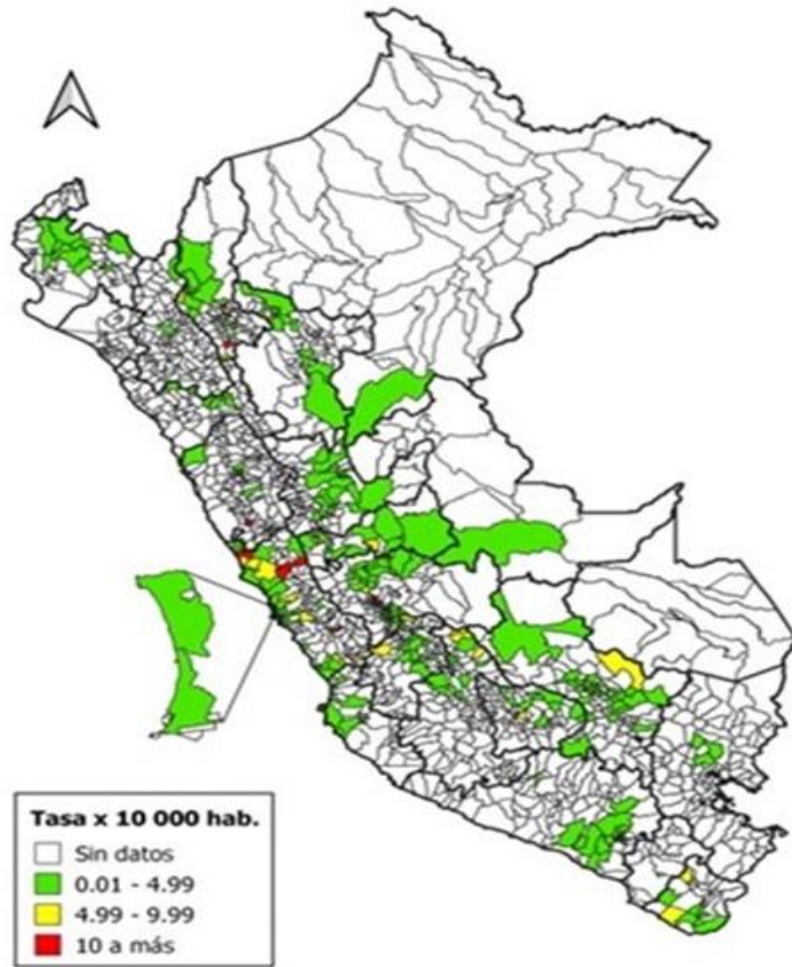 Tasa x 10 000 hab.
Sin datos
0.01 - 4.99
4.99 - 9.99
10 a más